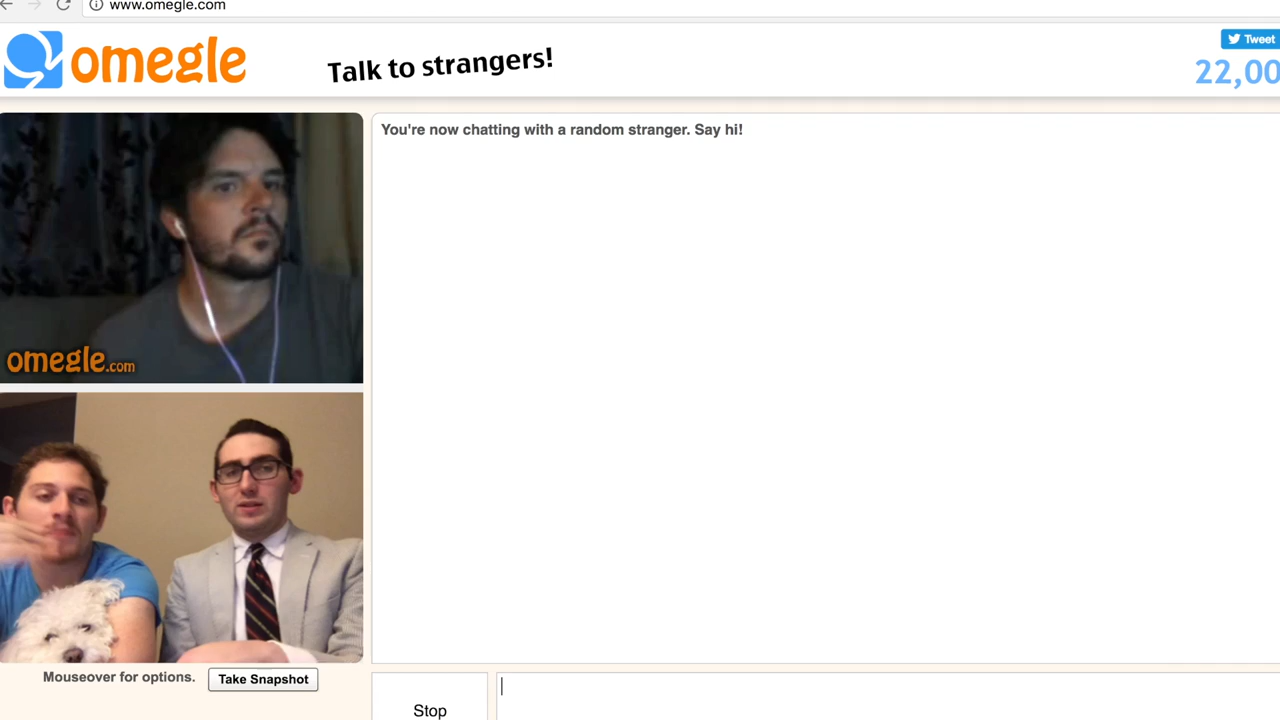 www.omegle.com
omegle
Talk to strangers!
Tweet
22,00
You're now chatting with a random stranger. Say hi!
omegle.com
Mouseover for options.
Take Snapshot
Stop